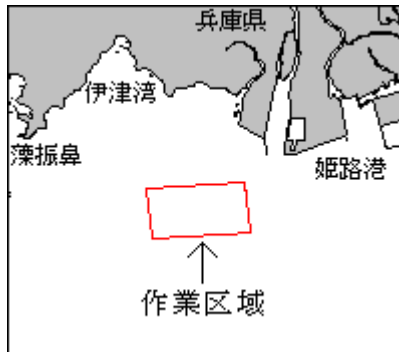 兵庫県
伊津湾
藻振鼻
姫路港
作業区域